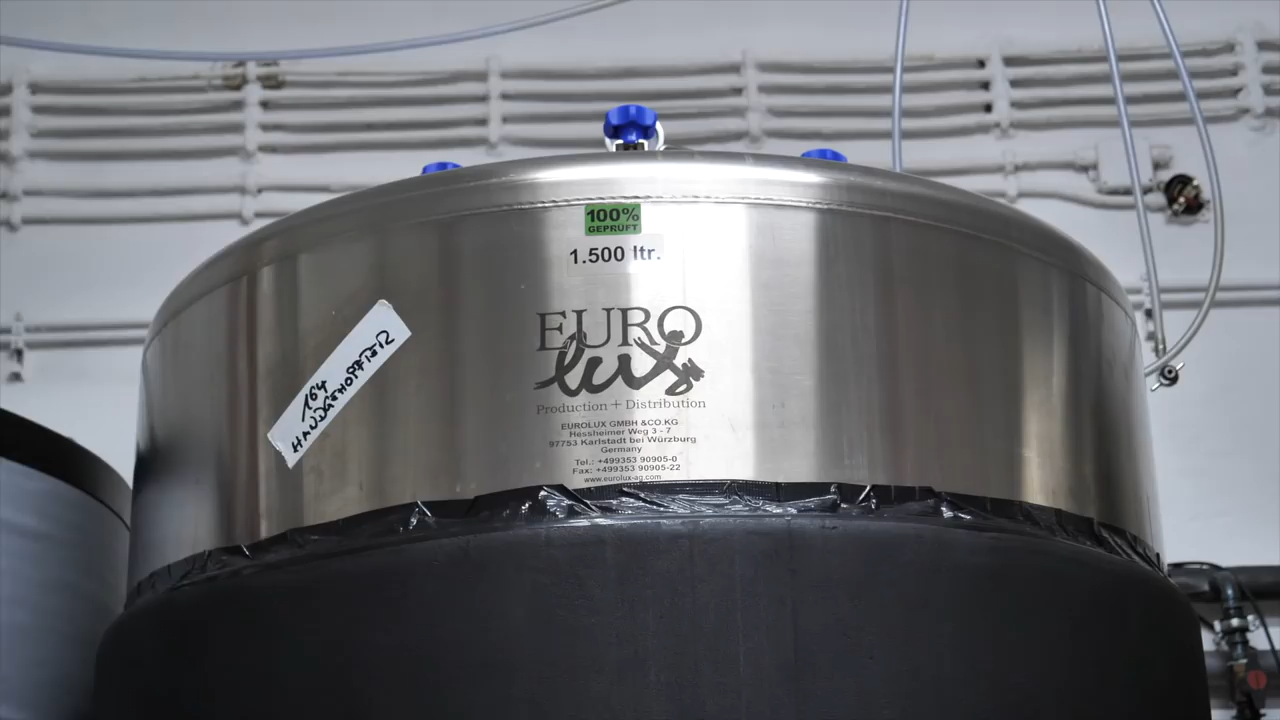 100%
GEPRÜFT
1.500 ltr.
EURO
lux
Production + Distribution
EUROLUX GMBH &CO.KG
Hessheimer Weg 3 - 7
97753 Karlstadt bei Würzburg
Germany
Tel.: +499353 90905-0
Fax: +499353 90905-22
www.eurolux-ag.com
164
HANDGEHOPFTER